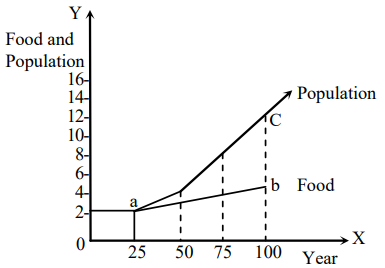 Y
Food and
Population
16
14
12
10
8
6
4
2
0
Population
C
a
b Food
25 50 75 100
X
Year